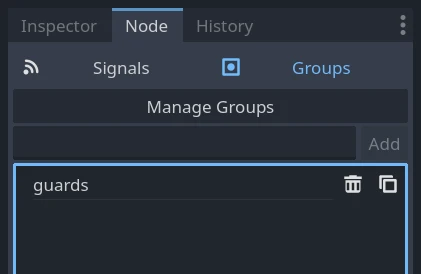 Inspector Node History
Signals Groups
Manage Groups
Add
guards